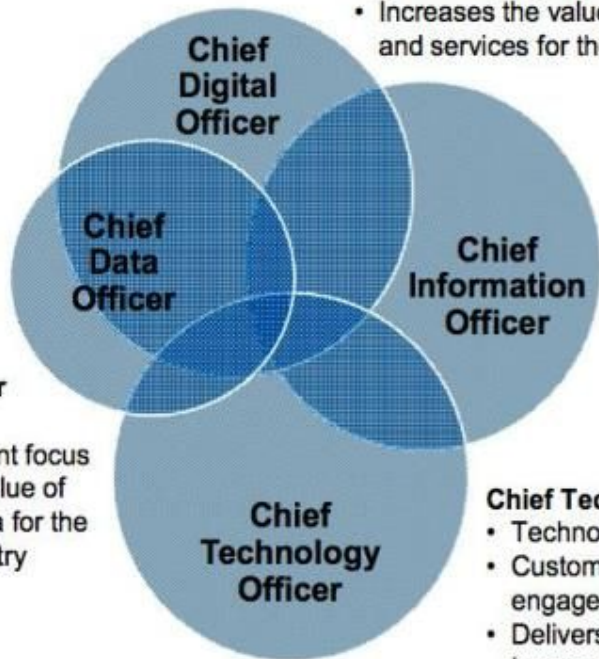 • Increases the value
and services for th
Chief
Digital
Officer
Chief
Data
Officer
Chief
Information
Officer
r
nt focus
lue of
a for the
try
Chief
Technology
Officer
Chief Tec
• Techno
• Custom
engage
• Delivers